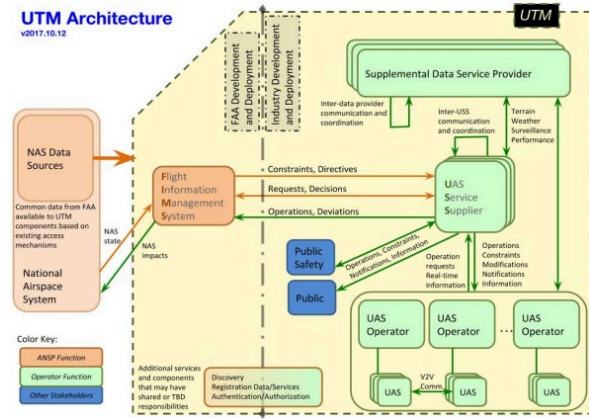 UTM Architecture
v2017.10.12
UTM
FAA Development
and Deployment
Industry Development
and Deployment
Supplemental Data Service Provider
Inter-data provider
communication and
coordination
Inter-USS
communication and
coordination
Terrain
Weather
Surveillance
Performance
NAS Data
Sources
Common data from FAA
available to UTM
components based on
existing access
mechanisms
National
Airspace
System
NAS
state
NAS
impacts
Flight
Information
Management
System
Constraints, Directives
Requests, Decisions
Operations, Deviations
UAS
Service
Supplier
Public
Safety
Public
Operations, Constraints,
Notifications, Information
Operation
requests
Real-time
information
Operations
Constraints
Modifications
Notifications
Information
UAS
Operator
UAS
Operator
...
UAS
Operator
UAS
V2V
Comm.
UAS
UAS
Color Key:
ANSP Function
Operator Function
Other Stakeholders
Additional services
and components
that may have
shared or TBD
responsibilities
Discovery
Registration Data/Services
Authentication/Authorization